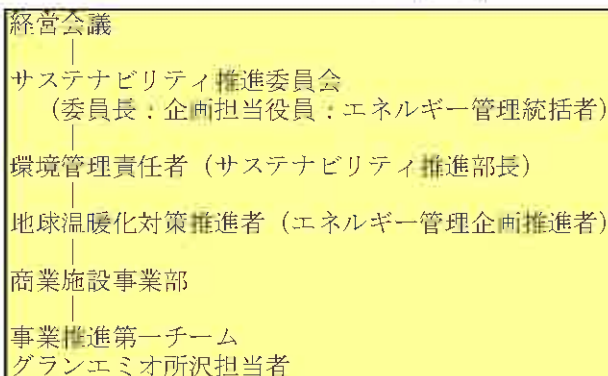 経営会議
サステナビリティ推進委員会
(委員長:企画担当役員:エネルギー管理統括者)
環境管理責任者(サステナビリティ推進部長)
地球温暖化対策推進者(エネルギー管理企画推進者)
商業施設事業部
事業推進第一チーム
グランエミオ所沢担当者